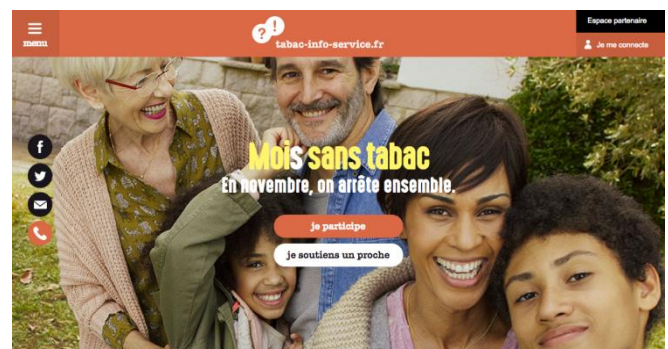 Espace partenaire
menu
?!
tabac-info-service.fr
Je me connecte
Mois sans tabac
En novembre, on arrête ensemble.
je participe
je soutiens un proche